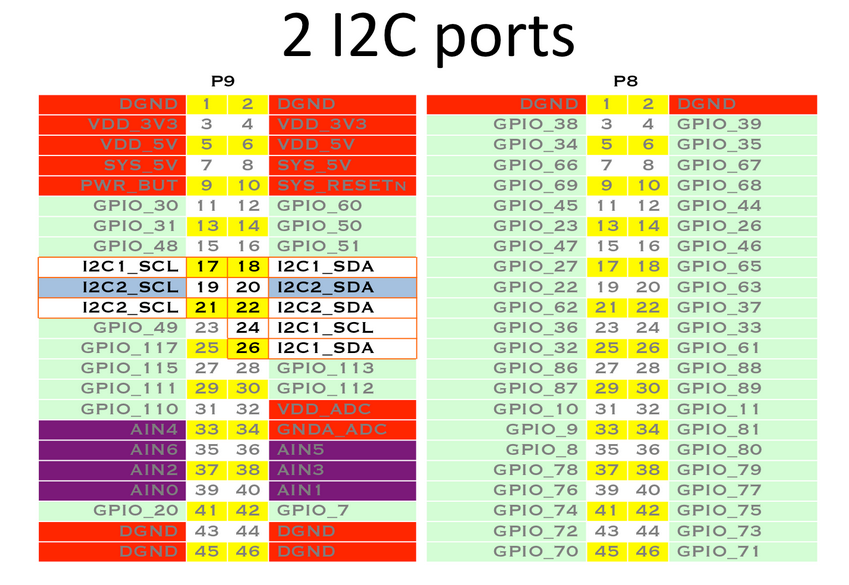 2 I2C ports
P9 P8
DGND 1 2 DGND DGND 1 2 DGND
VDD_3V3 3 4 VDD_3V3 GPIO_38 3 4 GPIO_39
VDD_5V 5 6 VDD_5V GPIO_34 5 6 GPIO_35
SYS_5V 7 8 SYS_5V GPIO_66 7 8 GPIO_67
PWR_BUT 9 10 SYS_RESETN GPIO_69 9 10 GPIO_68
GPIO_30 11 12 GPIO_60 GPIO_45 11 12 GPIO_44
GPIO_31 13 14 GPIO_50 GPIO_23 13 14 GPIO_26
GPIO_48 15 16 GPIO_51 GPIO_47 15 16 GPIO_46
I2C1_SCL 17 18 I2C1_SDA GPIO_27 17 18 GPIO_65
I2C2_SCL 19 20 I2C2_SDA GPIO_22 19 20 GPIO_63
I2C2_SCL 21 22 I2C2_SDA GPIO_62 21 22 GPIO_37
GPIO_49 23 24 I2C1_SCL GPIO_36 23 24 GPIO_33
GPIO_117 25 26 I2C1_SDA GPIO_32 25 26 GPIO_61
GPIO_115 27 28 GPIO_113 GPIO_86 27 28 GPIO_88
GPIO_111 29 30 GPIO_112 GPIO_87 29 30 GPIO_89
GPIO_110 31 32 VDD_ADC GPIO_10 31 32 GPIO_11
AIN4 33 34 GNDA_ADC GPIO_9 33 34 GPIO_81
AIN6 35 36 AIN5 GPIO_8 35 36 GPIO_80
AIN2 37 38 AIN3 GPIO_78 37 38 GPIO_79
AIN0 39 40 AIN1 GPIO_76 39 40 GPIO_77
GPIO_20 41 42 GPIO_7 GPIO_74 41 42 GPIO_75
DGND 43 44 DGND GPIO_72 43 44 GPIO_73
DGND 45 46 DGND GPIO_70 45 46 GPIO_71